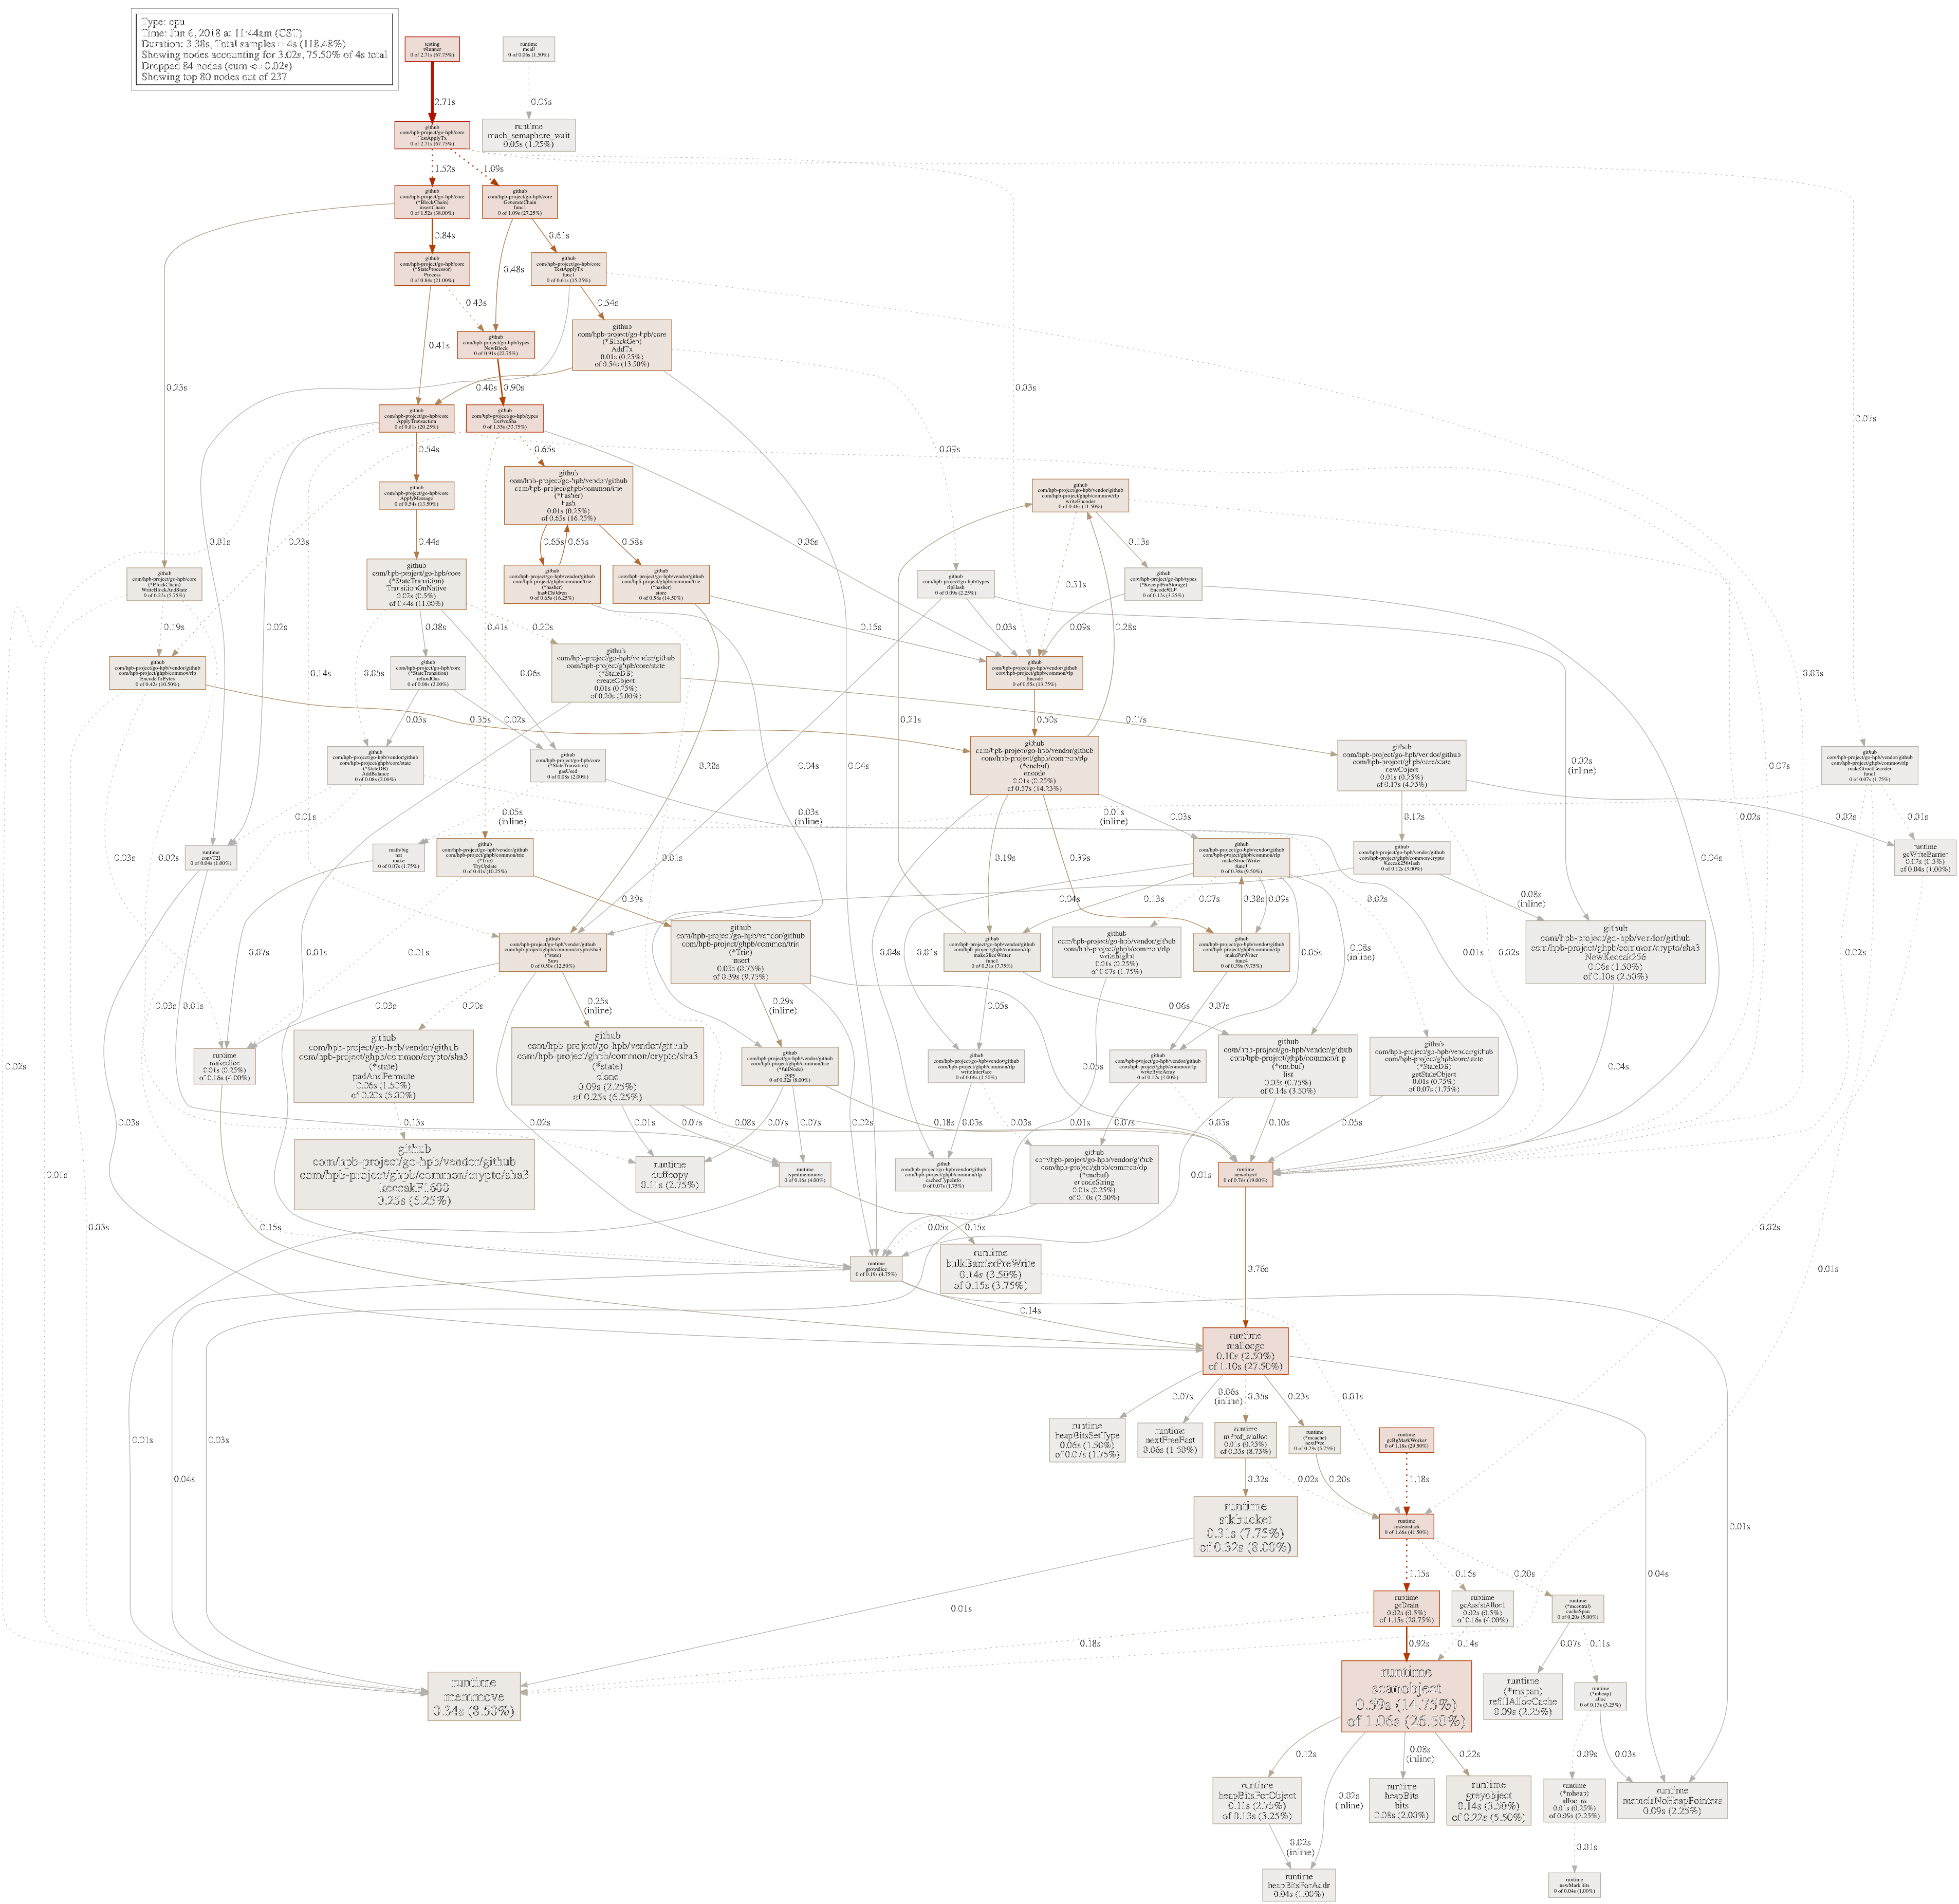 Type: cpu
Time: Jun 6, 2018 at 11:44am (CST)
Duration: 3.38s, Total samples = 4s (118.48%)
Showing nodes accounting for 3.02s, 75.50% of 4s total
Dropped 84 nodes (cum <= 0.02s)
Showing top 80 nodes out of 237
testing
tRunner
0 of 2.71s (67.75%)
runtime
mcall
0 of 0.06s (1.50%)
2.71s
0.05s
github
com/hpb-project/go-hpb/core
TestApplyTx
0 of 2.71s (67.75%)
runtime
mach_semaphore_wait
0.05s (1.25%)
1.52s
1.09s
github
com/hpb-project/go-hpb/core
(*BlockChain)
insertChain
0 of 1.52s (38.00%)
github
com/hpb-project/go-hpb/core
GenerateChain
func1
0 of 1.09s (27.25%)
0.84s
0.61s
0.48s
github
com/hpb-project/go-hpb/core
(*StateProcessor)
Process
0 of 0.84s (21.00%)
github
com/hpb-project/go-hpb/core
TestApplyTx
func1
0 of 0.61s (15.25%)
0.43s
0.54s
0.41s
github
com/hpb-project/go-hpb/types
NewBlock
0 of 0.91s (22.75%)
github
com/hpb-project/go-hpb/core
(*BlockGen)
AddTx
0.01s (0.25%)
of 0.54s (13.50%)
0.23s
0.40s
0.90s
0.03s
0.07s
github
com/hpb-project/go-hpb/core
ApplyTransaction
0 of 0.81s (20.25%)
github
com/hpb-project/go-hpb/types
DeriveSha
0 of 1.35s (33.75%)
0.54s
0.65s
0.09s
github
com/hpb-project/go-hpb/core
ApplyMessage
0 of 0.54s (13.50%)
github
com/hpb-project/go-hpb/vendor/github
com/hpb-project/ghpb/common/trie
(*hasher)
hash
0.01s (0.25%)
of 0.65s (16.25%)
github
com/hpb-project/go-hpb/vendor/github
com/hpb-project/ghpb/common/rlp
writeEncoder
0 of 0.46s (11.50%)
0.01s
0.02s
0.44s
0.23s
0.65s
0.65s
0.58s
0.06s
0.04s
0.13s
0.31s
github
com/hpb-project/go-hpb/core
(*BlockChain)
WriteBlockAndState
0 of 0.23s (5.75%)
github
com/hpb-project/go-hpb/core
(*StateTransition)
TransitionOnNative
0.02s (0.5%)
of 0.44s (11.00%)
github
com/hpb-project/go-hpb/vendor/github
com/hpb-project/ghpb/common/trie
(*hasher)
hashChildren
0 of 0.65s (16.25%)
github
com/hpb-project/go-hpb/vendor/github
com/hpb-project/ghpb/common/trie
(*hasher)
store
0 of 0.58s (14.50%)
github
com/hpb-project/go-hpb/types
rlpHash
0 of 0.09s (2.25%)
github
com/hpb-project/go-hpb/types
(*ReceiptForStorage)
EncodeRLP
0 of 0.13s (3.25%)
0.19s
0.14s
0.05s
0.08s
0.06s
0.20s
0.41s
0.15s
0.03s
0.09s
0.28s
0.03s
github
com/hpb-project/go-hpb/vendor/github
com/hpb-project/ghpb/common/rlp
EncodeToBytes
0 of 0.42s (10.50%)
github
com/hpb-project/go-hpb/core
(*StateTransition)
refundGas
0 of 0.08s (2.00%)
github
com/hpb-project/go-hpb/vendor/github
com/hpb-project/ghpb/core/state
(*StateDB)
createObject
0.01s (0.25%)
of 0.20s (5.00%)
github
com/hpb-project/go-hpb/vendor/github
com/hpb-project/ghpb/common/rlp
Encode
0 of 0.55s (13.75%)
0.03s
0.02s
0.35s
0.21s
0.50s
0.17s
github
com/hpb-project/go-hpb/vendor/github
com/hpb-project/ghpb/core/state
(*StateDB)
AddBalance
0 of 0.08s (2.00%)
github
com/hpb-project/go-hpb/core
(*StateTransition)
gasUsed
0 of 0.08s (2.00%)
github
com/hpb-project/go-hpb/vendor/github
com/hpb-project/ghpb/common/rlp
(*encbuf)
encode
0.01s (0.25%)
of 0.57s (14.25%)
github
com/hpb-project/go-hpb/vendor/github
com/hpb-project/ghpb/core/state
newObject
0.01s (0.25%)
of 0.17s (4.25%)
github
com/hpb-project/go-hpb/vendor/github
com/hpb-project/ghpb/common/rlp
makeStructDecoder
func1
0 of 0.07s (1.75%)
0.28s
0.04s
0.02s
(inline)
0.07s
0.03s
0.01s
0.05s
(inline)
0.01s
0.03s
(inline)
0.01s
(inline)
0.03s
0.12s
0.02s
0.02s
0.01s
0.02s
runtime
convT2I
0 of 0.04s (1.00%)
math/big
nat
make
0 of 0.07s (1.75%)
github
com/hpb-project/go-hpb/vendor/github
com/hpb-project/ghpb/common/trie
(*Trie)
TryUpdate
0 of 0.41s (10.25%)
github
com/hpb-project/go-hpb/vendor/github
com/hpb-project/ghpb/common/rlp
makeStructWriter
func1
0 of 0.38s (9.50%)
github
com/hpb-project/go-hpb/vendor/github
com/hpb-project/ghpb/common/crypto
Keccak256Hash
0 of 0.12s (3.00%)
runtime
gcWriteBarrier
0.02s (0.5%)
of 0.04s (1.00%)
0.19s
0.39s
0.39s
0.04s
0.13s
0.07s
0.38s
0.09s
0.02s
0.08s
(inline)
0.04s
github
com/hpb-project/go-hpb/vendor/github
com/hpb-project/ghpb/common/crypto/sha3
(*state)
Sum
0 of 0.50s (12.50%)
github
com/hpb-project/go-hpb/vendor/github
com/hpb-project/ghpb/common/trie
(*Trie)
insert
0.03s (0.75%)
of 0.39s (9.75%)
github
com/hpb-project/go-hpb/vendor/github
com/hpb-project/ghpb/common/rlp
makeSliceWriter
func1
0 of 0.31s (7.75%)
github
com/hpb-project/go-hpb/vendor/github
com/hpb-project/ghpb/common/rlp
writeBigInt
0.01s (0.25%)
of 0.07s (1.75%)
github
com/hpb-project/go-hpb/vendor/github
com/hpb-project/ghpb/common/rlp
makePtrWriter
func4
0 of 0.39s (9.75%)
github
com/hpb-project/go-hpb/vendor/github
com/hpb-project/ghpb/common/crypto/sha3
NewKeccak256
0.06s (1.50%)
of 0.10s (2.50%)
0.07s
0.01s
0.01s
0.04s
0.01s
0.05s
0.08s
(inline)
0.01s
0.02s
0.02s
0.03s
0.01s
0.03s
0.20s
0.25s
(inline)
0.29s
(inline)
0.05s
0.06s
0.07s
runtime
makeslice
0.01s (0.25%)
of 0.16s (4.00%)
github
com/hpb-project/go-hpb/vendor/github
com/hpb-project/ghpb/common/crypto/sha3
(*state)
padAndPermute
0.06s (1.50%)
of 0.20s (5.00%)
github
com/hpb-project/go-hpb/vendor/github
com/hpb-project/ghpb/common/crypto/sha3
(*state)
clone
0.09s (2.25%)
of 0.25s (6.25%)
github
com/hpb-project/go-hpb/vendor/github
com/hpb-project/ghpb/common/trie
(*fullNode)
copy
0 of 0.32s (8.00%)
github
com/hpb-project/go-hpb/vendor/github
com/hpb-project/ghpb/common/rlp
writeInterface
0 of 0.06s (1.50%)
github
com/hpb-project/go-hpb/vendor/github
com/hpb-project/ghpb/common/rlp
writeByteArray
0 of 0.12s (3.00%)
github
com/hpb-project/go-hpb/vendor/github
com/hpb-project/ghpb/common/rlp
(*encbuf)
list
0.03s (0.75%)
of 0.14s (3.50%)
github
com/hpb-project/go-hpb/vendor/github
com/hpb-project/ghpb/core/state
(*StateDB)
getStateObject
0.01s (0.25%)
of 0.07s (1.75%)
0.05s
0.04s
0.02s
0.03s
0.13s
0.02s
0.01s
0.07s
0.08s
0.07s
0.07s
0.18s
0.02s
0.03s
0.03s
0.01s
0.07s
0.03s
0.10s
0.05s
github
com/hpb-project/go-hpb/vendor/github
com/hpb-project/ghpb/common/crypto/sha3
keccakF1600
0.25s (6.25%)
runtime
duffcopy
0.11s (2.75%)
runtime
typedmemmove
0 of 0.16s (4.00%)
github
com/hpb-project/go-hpb/vendor/github
com/hpb-project/ghpb/common/rlp
cachedTypeInfo
0 of 0.07s (1.75%)
github
com/hpb-project/go-hpb/vendor/github
com/hpb-project/ghpb/common/rlp
(*encbuf)
encodeString
0.01s (0.25%)
of 0.10s (2.50%)
runtime
newobject
0 of 0.76s (19.00%)
0.01s
0.01s
0.03s
0.15s
0.05s
0.15s
0.02s
runtime
growslice
0 of 0.19s (4.75%)
runtime
bulkBarrierPreWrite
0.14s (3.50%)
of 0.15s (3.75%)
0.76s
0.01s
0.14s
runtime
mallocgc
0.10s (2.50%)
of 1.10s (27.50%)
0.07s
0.06s
(inline)
0.35s
0.23s
0.01s
runtime
heapBitsSetType
0.06s (1.50%)
of 0.07s (1.75%)
runtime
nextFreeFast
0.06s (1.50%)
runtime
mProf_Malloc
0.01s (0.25%)
of 0.35s (8.75%)
runtime
(*mcache)
nextFree
0 of 0.23s (5.75%)
runtime
gcBgMarkWorker
0 of 1.18s (29.50%)
0.01s
0.03s
0.04s
0.32s
0.02s
0.20s
1.18s
runtime
stkbucket
0.31s (7.75%)
of 0.32s (8.00%)
runtime
systemstack
0 of 1.66s (41.50%)
0.01s
1.15s
0.16s
0.20s
0.04s
0.01s
runtime
gcDrain
0.02s (0.5%)
of 1.15s (28.75%)
runtime
gcAssistAlloc1
0.02s (0.5%)
of 0.16s (4.00%)
runtime
(*mcentral)
cacheSpan
0 of 0.20s (5.00%)
0.18s
0.92s
0.14s
0.07s
0.11s
runtime
memmove
0.34s (8.50%)
runtime
scanobject
0.59s (14.75%)
of 1.06s (26.50%)
runtime
(*mspan)
refillAllocCache
0.09s (2.25%)
runtime
(*mheap)
alloc
0 of 0.13s (3.25%)
0.12s
0.02s
(inline)
0.08s
(inline)
0.22s
0.09s
0.03s
runtime
heapBitsForObject
0.11s (2.75%)
of 0.13s (3.25%)
runtime
heapBits
bits
0.08s (2.00%)
runtime
greyobject
0.14s (3.50%)
of 0.22s (5.50%)
runtime
(*mheap)
alloc_m
0.01s (0.25%)
of 0.09s (2.25%)
runtime
memclrNoHeapPointers
0.09s (2.25%)
0.02s
(inline)
0.01s
runtime
heapBitsForAddr
0.04s (1.00%)
runtime
newMarkBits
0 of 0.04s (1.00%)